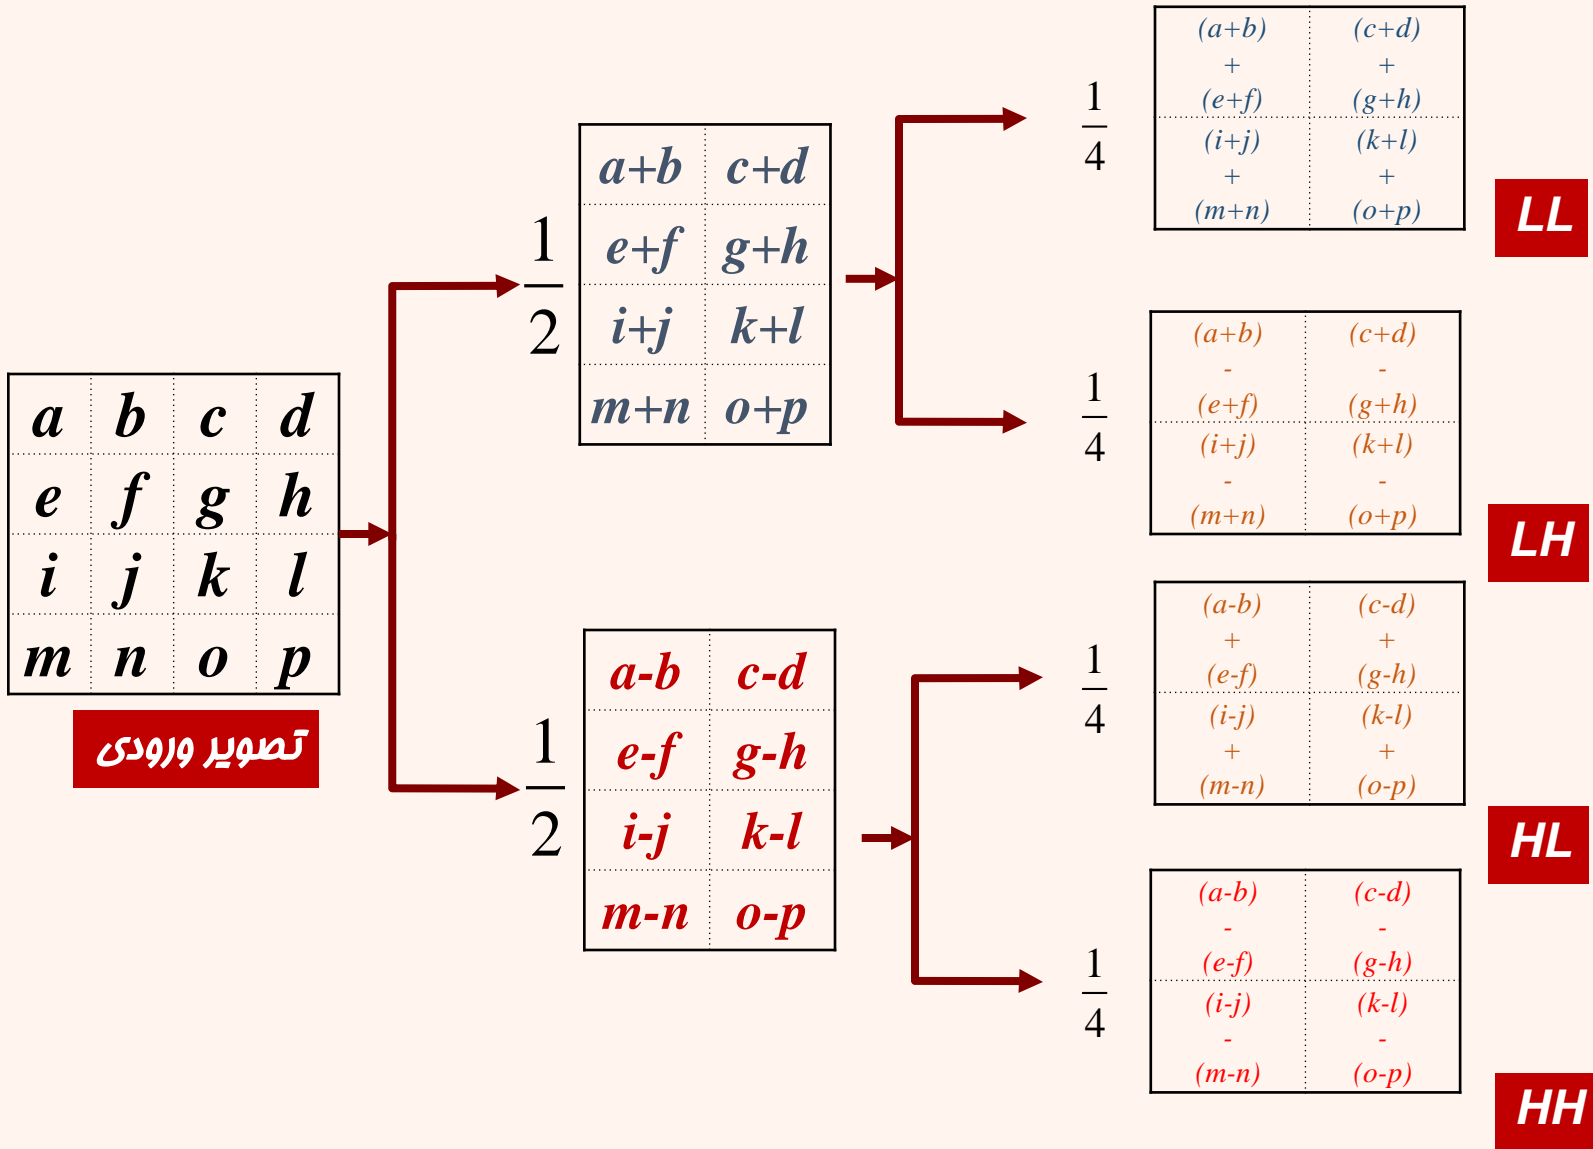 a b c d
e f g h
i j k l
m n o p
تصویر ورودی
1
2
a+b c+d
e+f g+h
i+j k+l
m+n o+p
1
2
a-b c-d
e-f g-h
i-j k-l
m-n o-p
1
4
(a+b) (c+d)
+ +
(e+f) (g+h)
(i+j) (k+l)
+ +
(m+n) (o+p)
LL
1
4
(a+b) (c+d)
- -
(e+f) (g+h)
(i+j) (k+l)
- -
(m+n) (o+p)
LH
1
4
(a-b) (c-d)
+ +
(e-f) (g-h)
(i-j) (k-l)
+ +
(m-n) (o-p)
HL
1
4
(a-b) (c-d)
- -
(e-f) (g-h)
(i-j) (k-l)
- -
(m-n) (o-p)
HH